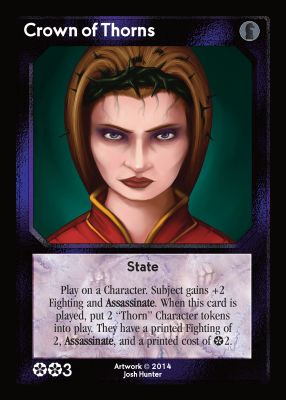 Crown of Thorns
State
Play on a Character. Subject gains +2
Fighting and Assassinate. When this card is
played, put 2 "Thorn" Character tokens
into play. They have a printed Fighting of
2, Assassinate, and a printed cost of 2.
3
Artwork © 2014
Josh Hunter